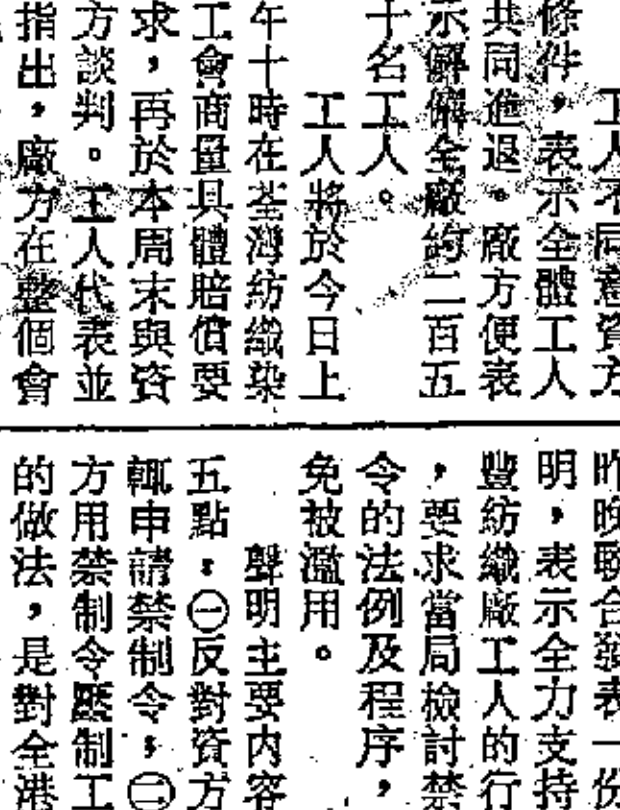 工人不同意資方
條件,表示全體工人
共同進退。廠方便表
示解僱全廠約二百五
十名工人。
工人將於今日上
午十時在荃灣紡織染
工會商量具體賠償要
求,再於本周末與資
方談判。工人代表並
指出,廠方在整個會
昨晚聯合發表一份
明,表示全力支持
豐紡織廠工人的行
,要求當局檢討禁
令的法例及程序,
免被濫用。
聲明主要内容
五點:㊀反對資方
輒申請禁制令,㊁
方用禁制令壓制工
的做法,是對全港